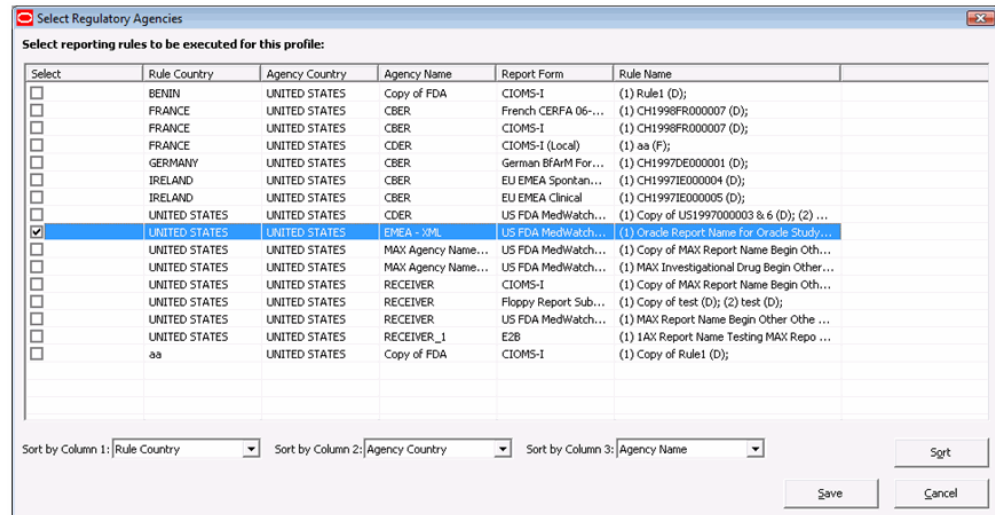 Select Regulatory Agencies
Select reporting rules to be executed for this profile:
Select Rule Country Agency Country Agency Name Report Form Rule Name
BENIN UNITED STATES Copy of FDA CIOMS-I (1) Rule1 (D);
FRANCE UNITED STATES CBER French CERFA 06-... (1) CH1998FR000007 (D);
FRANCE UNITED STATES CBER CIOMS-I (1) CH1998FR000007 (D);
FRANCE UNITED STATES CDER CIOMS-I (Local) (1) aa (F);
GERMANY UNITED STATES CBER German BfArM For... (1) CH1997DE000001 (D);
IRELAND UNITED STATES CBER EU EMEA Spontan... (1) CH1997IE000004 (D);
IRELAND UNITED STATES CBER EU EMEA Clinical (1) CH1997IE000005 (D);
UNITED STATES UNITED STATES CDER US FDA MedWatch... (1) Copy of US1997000003 & 6 (D); (2) ...
UNITED STATES UNITED STATES EMEA - XML US FDA MedWatch... (1) Oracle Report Name for Oracle Study...
UNITED STATES UNITED STATES MAX Agency Name... US FDA MedWatch... (1) Copy of MAX Report Name Begin Oth...
UNITED STATES UNITED STATES MAX Agency Name... US FDA MedWatch... (1) MAX Investigational Drug Begin Other...
UNITED STATES UNITED STATES RECEIVER CIOMS-I (1) Copy of MAX Report Name Begin Oth...
UNITED STATES UNITED STATES RECEIVER Floppy Report Sub... (1) Copy of test (D); (2) test (D);
UNITED STATES UNITED STATES RECEIVER US FDA MedWatch... (1) MAX Report Name Begin Other Othe ...
UNITED STATES UNITED STATES RECEIVER_1 E2B (1) 1AX Report Name Testing MAX Repo ...
aa UNITED STATES Copy of FDA CIOMS-I (1) Copy of Rule1 (D);
Sort by Column 1: Rule Country Sort by Column 2: Agency Country Sort by Column 3: Agency Name Sort
Save Cancel